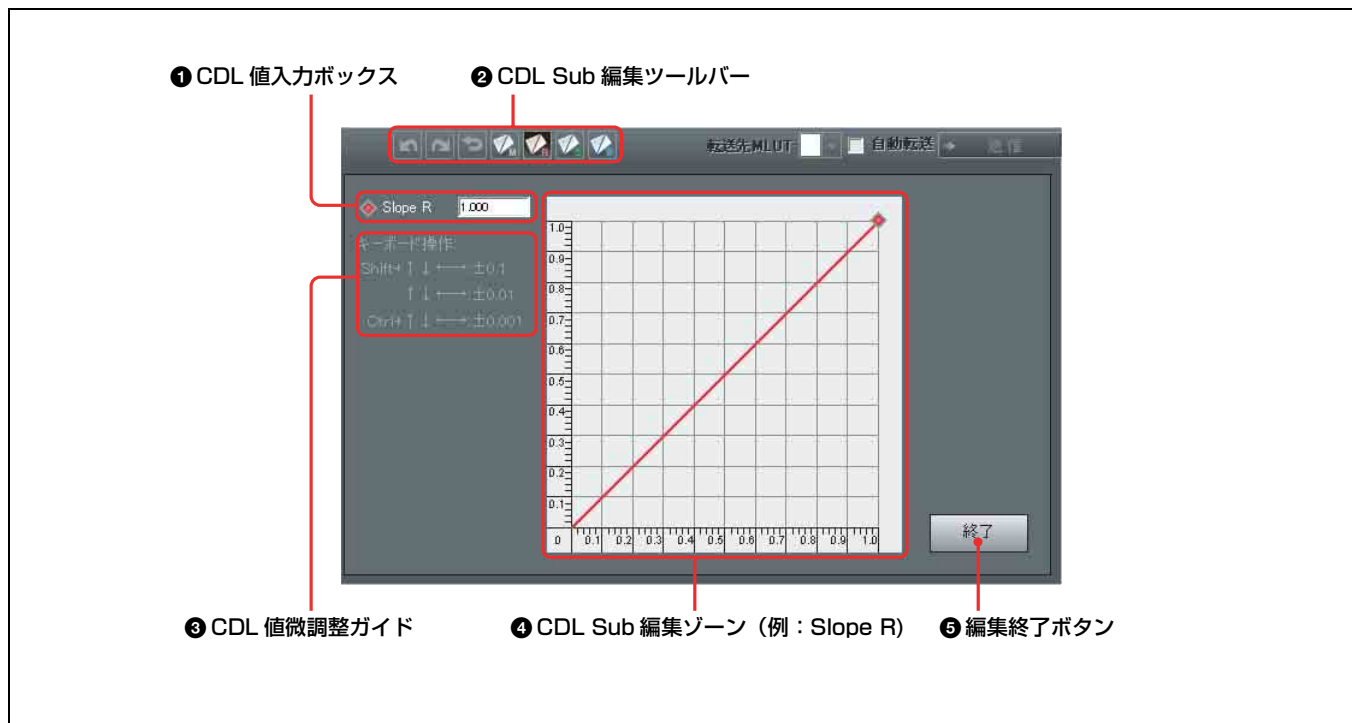 ❶ CDL 値入力ボックス
❷ CDL Sub 編集ツールバー
転送先MLUT
自動転送
送信
Slope R
1.000
キーボード操作:
Shift+↑↓←→:±0.1
↑↓←→:±0.01
Ctrl+↑↓←→:±0.001
1.0
0.9
0.8
0.7
0.6
0.5
0.4
0.3
0.2
0.1
0 0.1 0.2 0.3 0.4 0.5 0.6 0.7 0.8 0.9 1.0
終了
❸ CDL 値微調整ガイド
❹ CDL Sub 編集ゾーン（例：Slope R)
❺ 編集終了ボタン